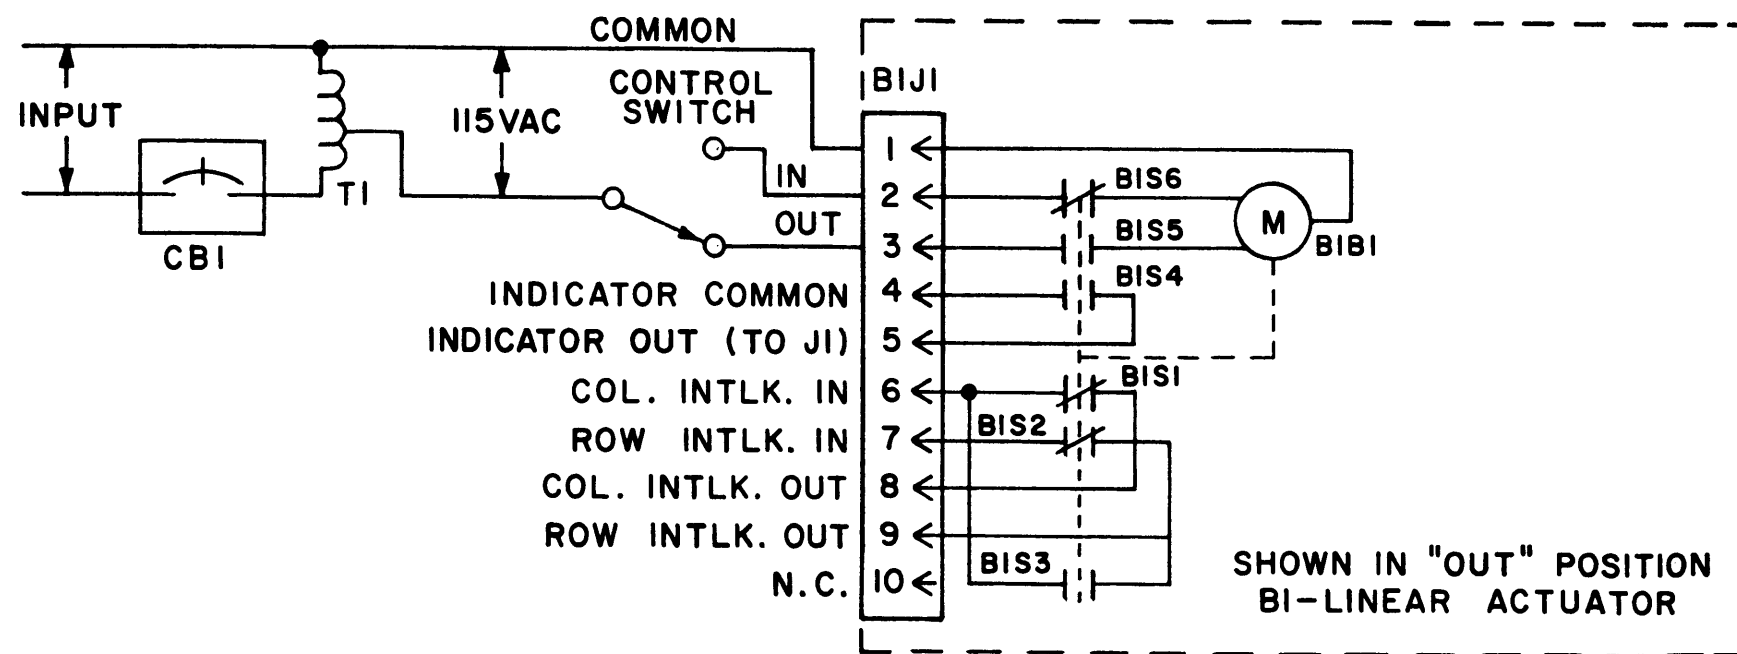 COMMON
CONTROL
SWITCH
B1J1
INPUT
115VAC
1
IN
2
B1S6
T1
OUT
B1S5
M
3
B1B1
CB1
B1S4
INDICATOR COMMON
4
INDICATOR OUT (TO J1)
5
COL. INTLK. IN
6
B1S1
ROW INTLK. IN
7
B1S2
COL. INTLK. OUT
8
ROW INTLK. OUT
9
N.C.
10
B1S3
SHOWN IN "OUT" POSITION
BI-LINEAR ACTUATOR